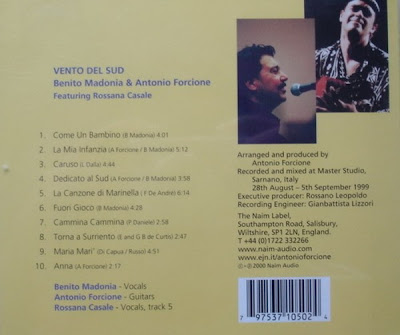 VENTO DEL SUD
Benito Madonia & Antonio Forcione
Featuring Rossana Casale
1 Come Un Bambino (B Madonia) 4.01
2 La Mia Infanzia (A Forcione / B Madonia) 5.12
3 Caruso (L Dalla) 4.44
4 Dedicato al Sud (A Forcione / B Madonia) 3.58
5 La Canzone di Marinella (F De André) 6.14
6 Fuori Gioco (B Madonia) 4.28
7 Cammina Cammina (P Daniele) 2.58
8 Torna a Surriento (E and G B de Curtis) 2.47
9 Maria Mari' (Di Capua / Russo) 3.51
10 Anna (A Forcione) 2.17
Benito Madonia - Vocals
Antonio Forcione - Guitars
Rossana Casale - Vocals, track 5
Arranged and produced by
Antonio Forcione
Recorded and mixed at Master Studio,
Sarnano, Italy
28th August – 5th September 1999
Executive producer: Rossano Leopoldo
Recording Engineer: Gianbattista Lizzori
The Naim Label,
Southampton Road, Salisbury,
Wiltshire, SP1 2LN, England.
T +44 (0)1722 332266
www.naim-audio.com
www.ejn.it/antonioforcione
℗+© 2000 Naim Audio
7 97537 10502 4